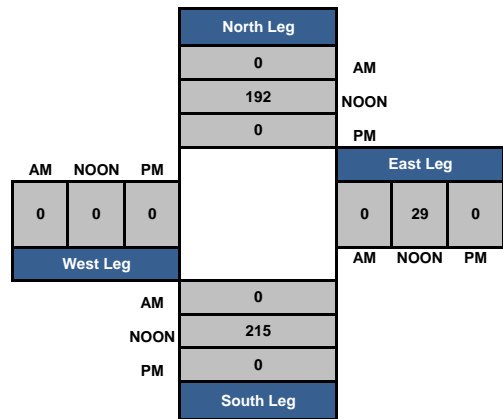 North Leg
0 AM
192 NOON
0 PM
East Leg
AM NOON PM
0 0 0
0 29 0
West Leg
AM NOON PM
AM 0
NOON 215
PM 0
South Leg